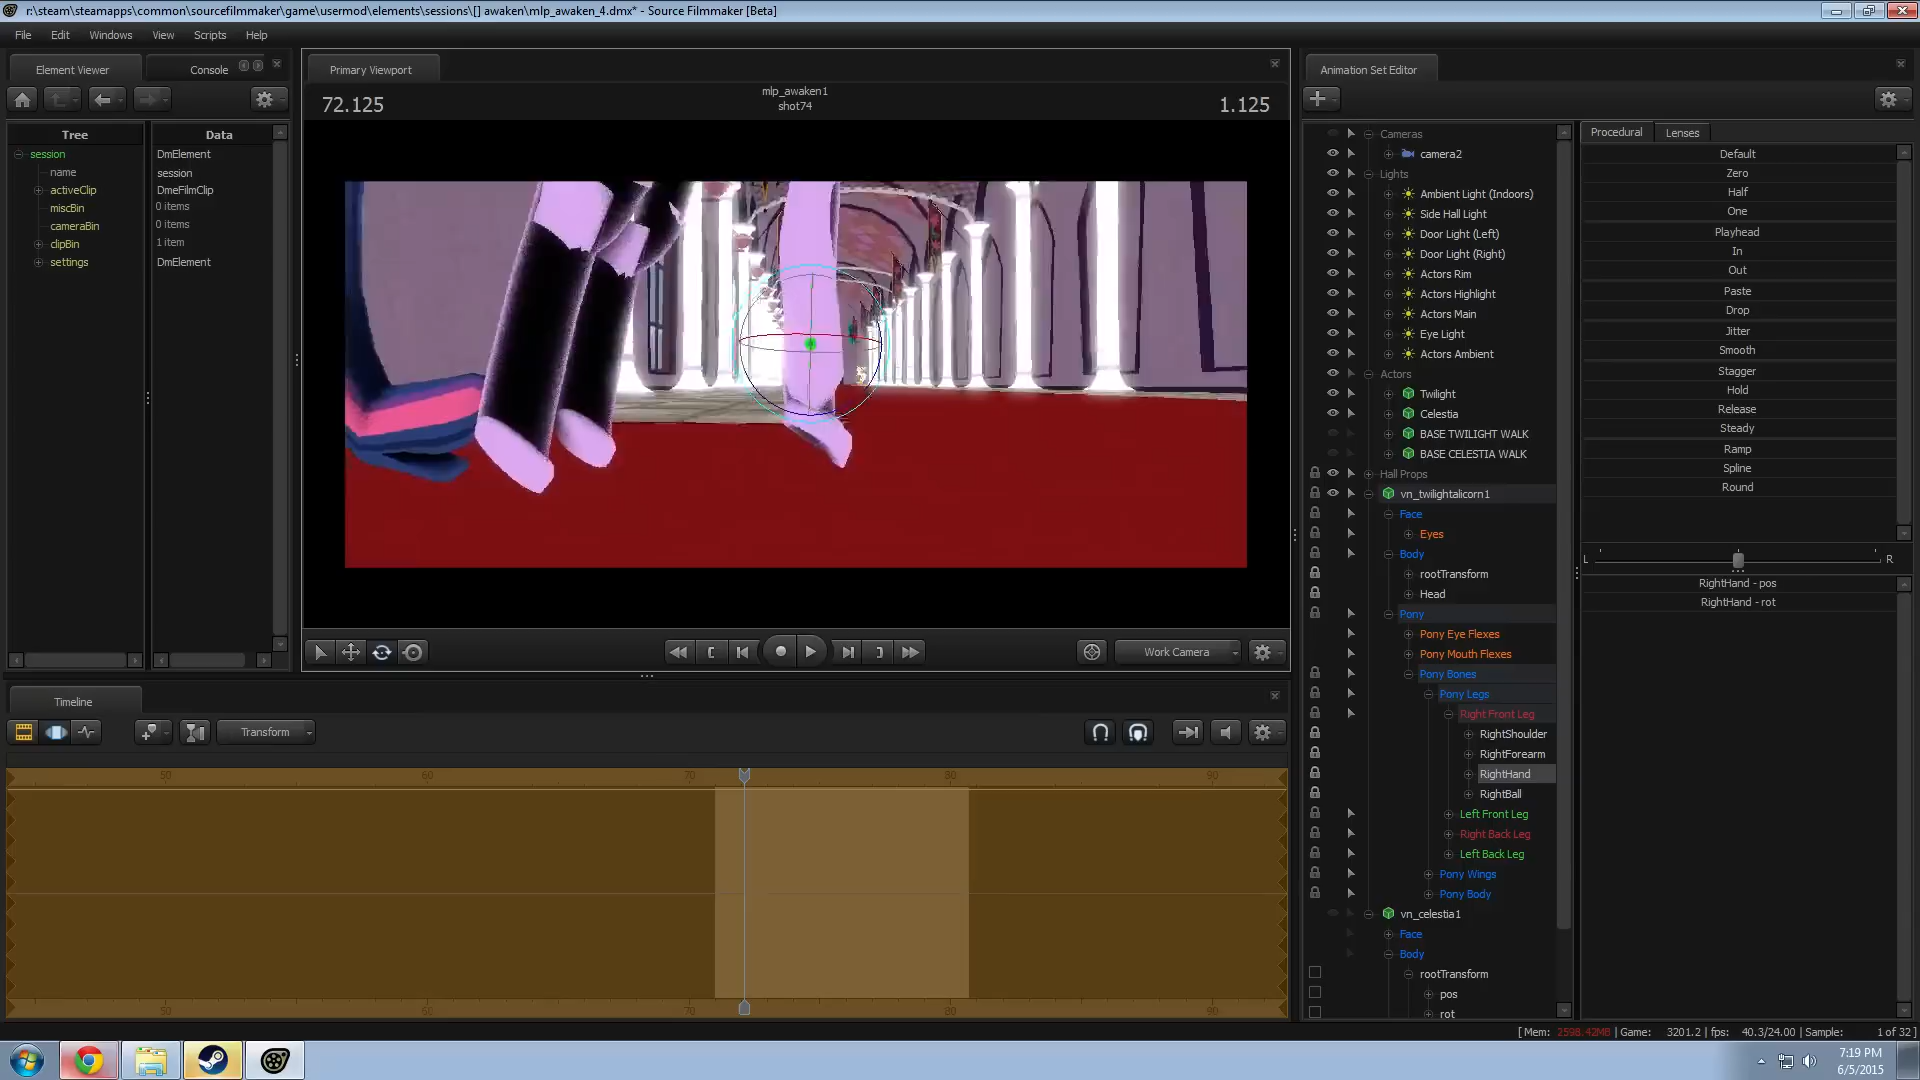 r:\steam\steamapps\common\sourcefilmmaker\game\usermod\elements\sessions\[] awaken\mlp_awaken_4.dmx* - Source Filmmaker [Beta]
File Edit Windows View Scripts Help
Element Viewer Console
Tree Data
session DmElement
name session
activeClip DmeFilmClip
miscBin 0 items
cameraBin 0 items
clipBin 1 item
settings DmElement
Primary Viewport
72.125 mlp_awaken1 1.125
shot74
Work Camera
Animation Set Editor
Cameras
camera2
Lights
Ambient Light (Indoors)
Side Hall Light
Door Light (Left)
Door Light (Right)
Actors Rim
Actors Highlight
Actors Main
Eye Light
Actors Ambient
Actors
Twilight
Celestia
BASE TWILIGHT WALK
BASE CELESTIA WALK
Hall Props
vn_twilightalicorn1
Face
Eyes
Body
rootTransform
Head
Pony
Pony Eye Flexes
Pony Mouth Flexes
Pony Bones
Pony Legs
Right Front Leg
RightShoulder
RightForearm
RightHand
RightBall
Left Front Leg
Right Back Leg
Left Back Leg
Pony Wings
Pony Body
vn_celestia1
Face
Body
rootTransform
pos
rot
Procedural Lenses
Default
Zero
Half
One
Playhead
In
Out
Paste
Drop
Jitter
Smooth
Stagger
Hold
Release
Steady
Ramp
Spline
Round
L R
RightHand - pos
RightHand - rot
Timeline
Transform
50 60 70 80 90
50 60 70 80 90
[ Mem: 2598.42MB | Game: 3201.2 | fps: 40.3/24.00 | Sample: 1 of 32 ]
7:19 PM
6/5/2015